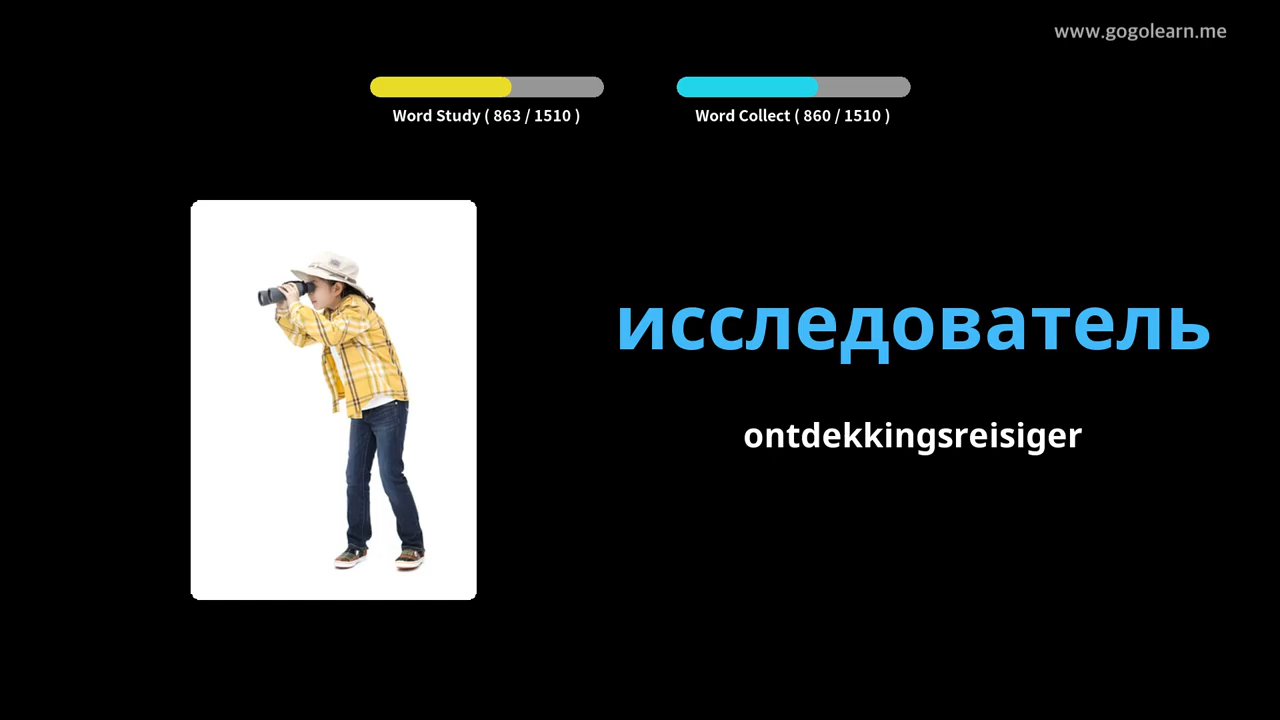 www.gogolearn.me
Word Study ( 863 / 1510 )
Word Collect ( 860 / 1510 )
исследователь
ontdekkingsreisiger